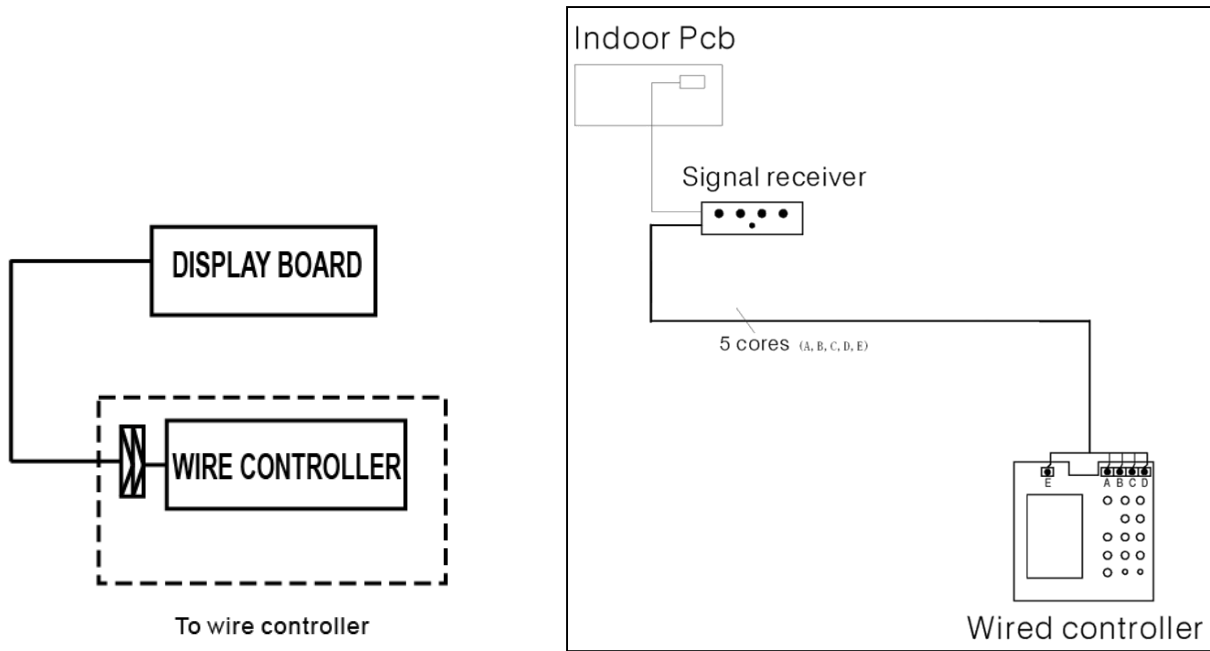 DISPLAY BOARD
WIRE CONTROLLER
To wire controller
Indoor Pcb
Signal receiver
5 cores (A, B, C, D, E)
E
A B C D
Wired controller